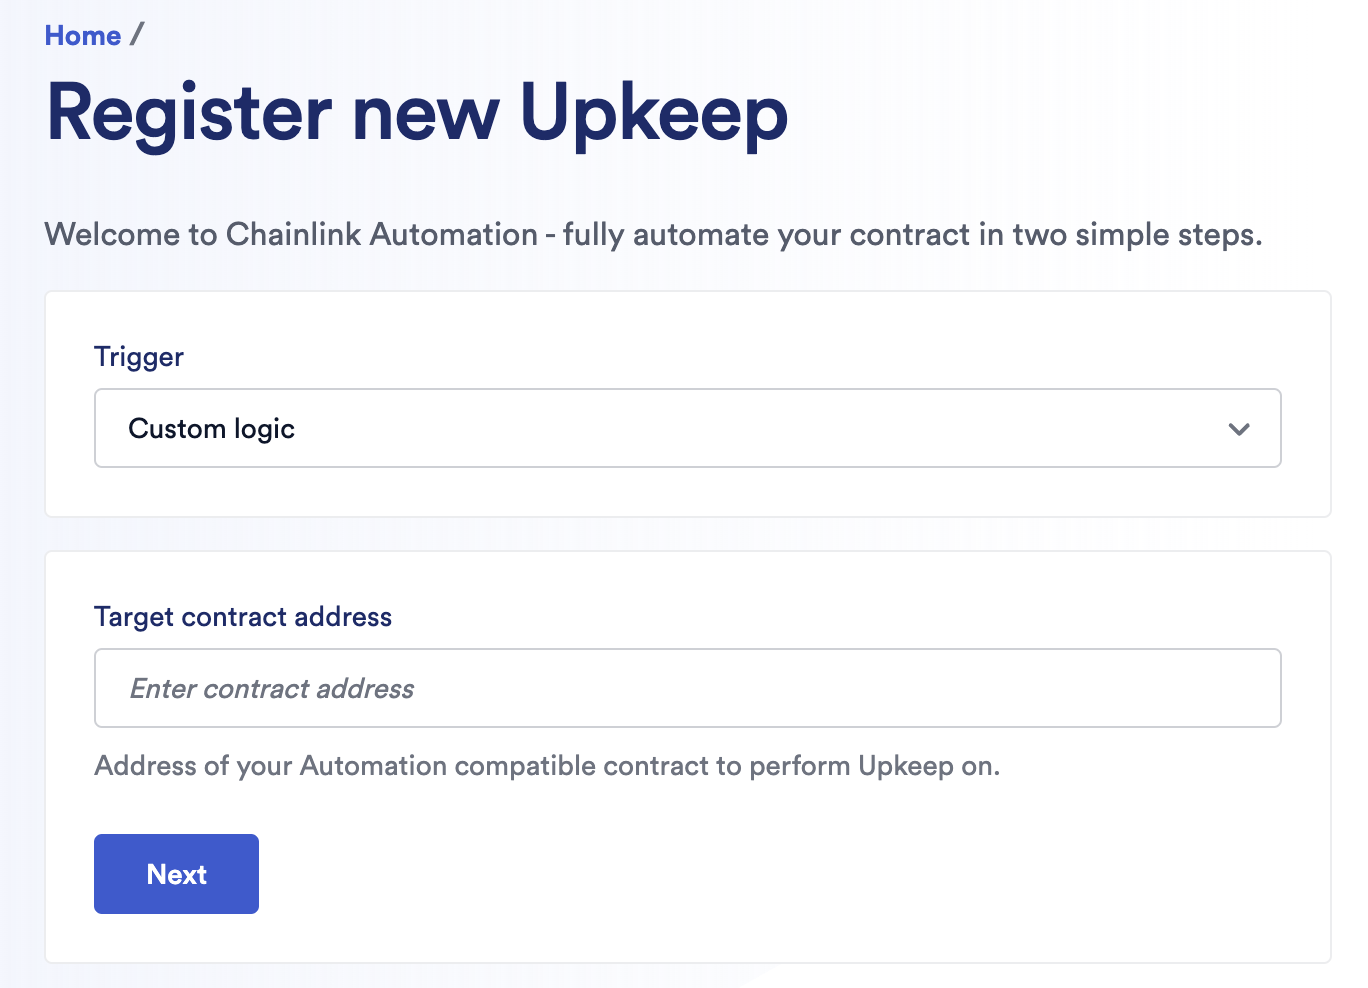 Home /
Register new Upkeep
Welcome to Chainlink Automation - fully automate your contract in two simple steps.
Trigger
Custom logic
Target contract address
Enter contract address
Address of your Automation compatible contract to perform Upkeep on.
Next